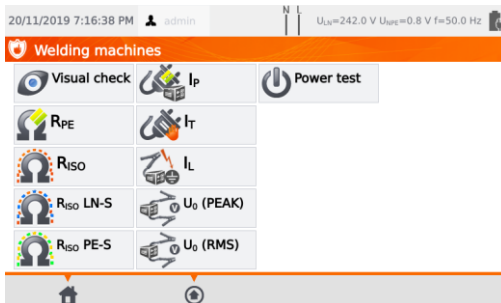 20/11/2019 7:16:38 PM admin N L U_LN=242.0 V U_NPE=0.8 V f=50.0 Hz
Welding machines
Visual check I_P Power test
R_PE I_T
R_ISO I_L
R_ISO LN-S U_0 (PEAK)
R_ISO PE-S U_0 (RMS)